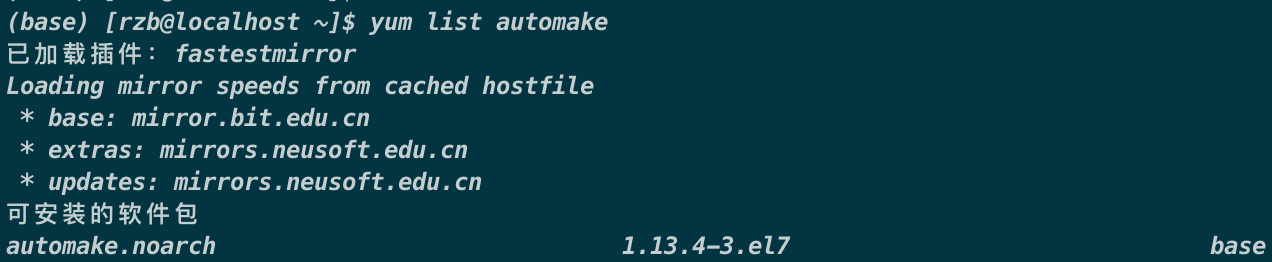 (base) [rzb@localhost ~]$ yum list automake
已加载插件：fastestmirror
Loading mirror speeds from cached hostfile
 * base: mirror.bit.edu.cn
 * extras: mirrors.neusoft.edu.cn
 * updates: mirrors.neusoft.edu.cn
可安装的软件包
automake.noarch 1.13.4-3.el7 base